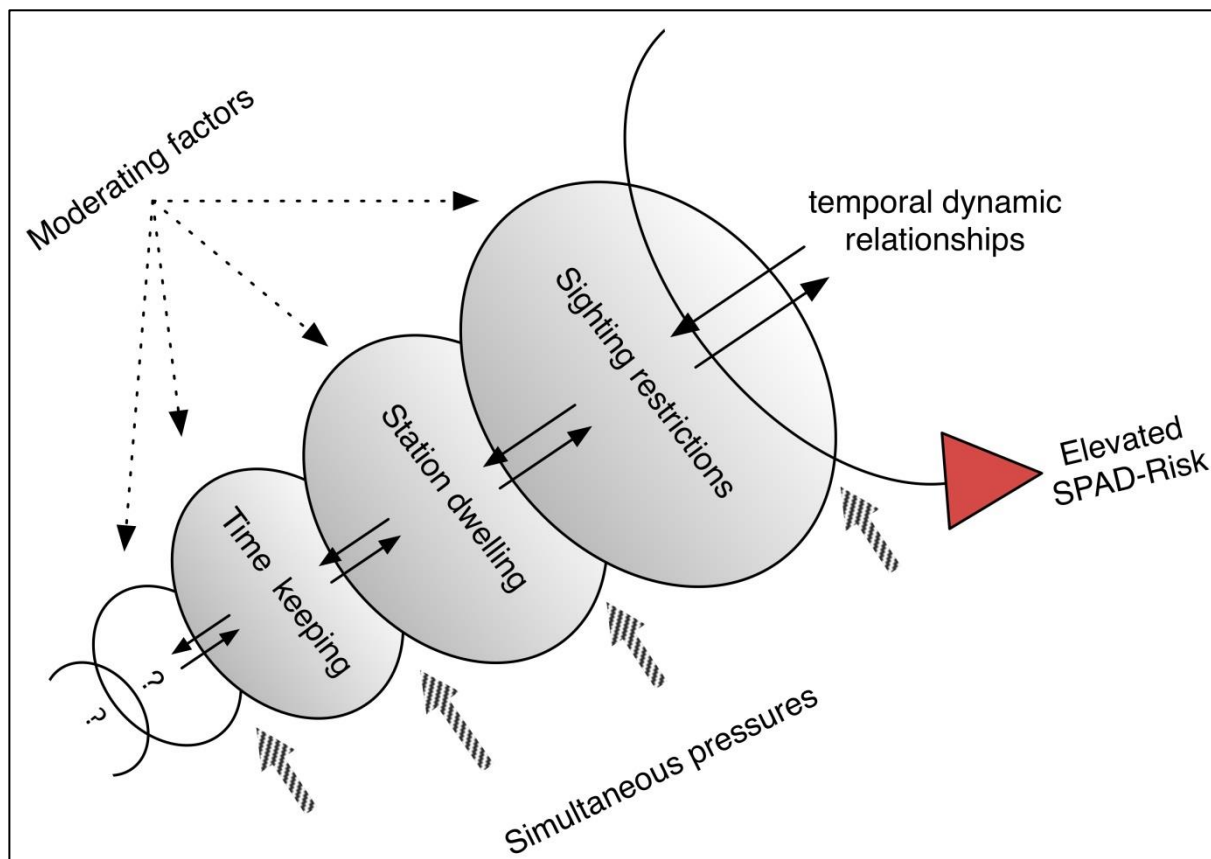 Moderating factors
temporal dynamic
relationships
Sighting restrictions
Station dwelling
Time keeping
?
?
Elevated
SPAD-Risk
Simultaneous pressures